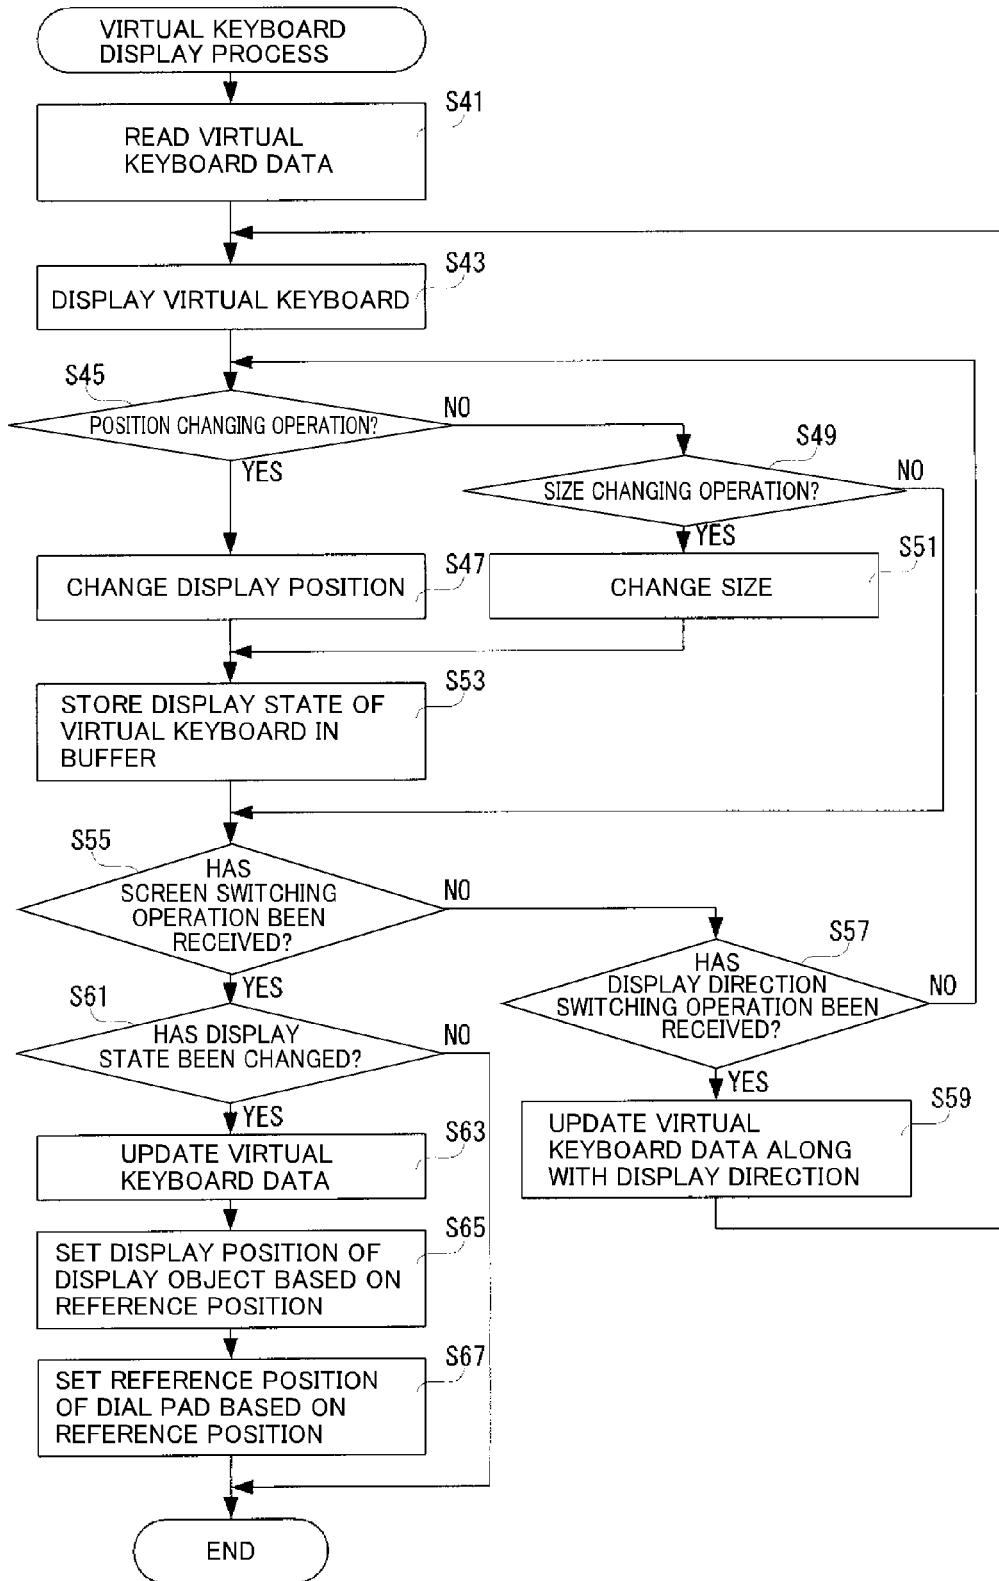 VIRTUAL KEYBOARD
DISPLAY PROCESS
S41
READ VIRTUAL
KEYBOARD DATA
S43
DISPLAY VIRTUAL KEYBOARD
S45
POSITION CHANGING OPERATION?
NO
YES
S49
SIZE CHANGING OPERATION?
NO
YES
S47
CHANGE DISPLAY POSITION
S51
CHANGE SIZE
S53
STORE DISPLAY STATE OF
VIRTUAL KEYBOARD IN
BUFFER
S55
HAS
SCREEN SWITCHING
OPERATION BEEN
RECEIVED?
NO
YES
S57
HAS
DISPLAY DIRECTION
SWITCHING OPERATION BEEN
RECEIVED?
NO
YES
S61
HAS DISPLAY
STATE BEEN CHANGED?
NO
YES
S59
UPDATE VIRTUAL
KEYBOARD DATA ALONG
WITH DISPLAY DIRECTION
S63
UPDATE VIRTUAL
KEYBOARD DATA
S65
SET DISPLAY POSITION OF
DISPLAY OBJECT BASED ON
REFERENCE POSITION
S67
SET REFERENCE POSITION
OF DIAL PAD BASED ON
REFERENCE POSITION
END